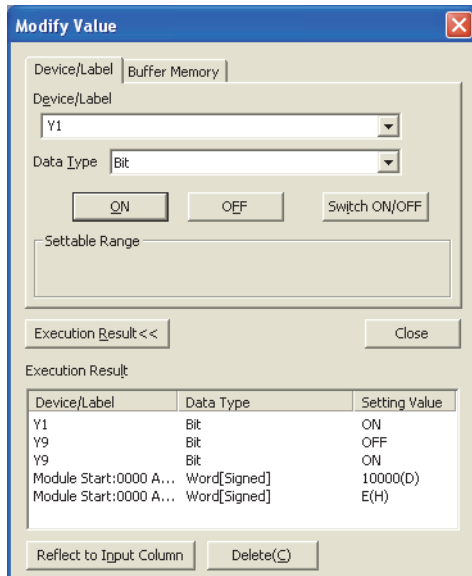 Modify Value
Device/Label Buffer Memory
Device/Label
Y1
Data Type Bit
ON OFF Switch ON/OFF
Settable Range
Execution Result<< Close
Execution Result
Device/Label Data Type Setting Value
Y1 Bit ON
Y9 Bit OFF
Y9 Bit ON
Module Start:0000 A... Word[Signed] 10000(D)
Module Start:0000 A... Word[Signed] E(H)
Reflect to Input Column Delete(C)